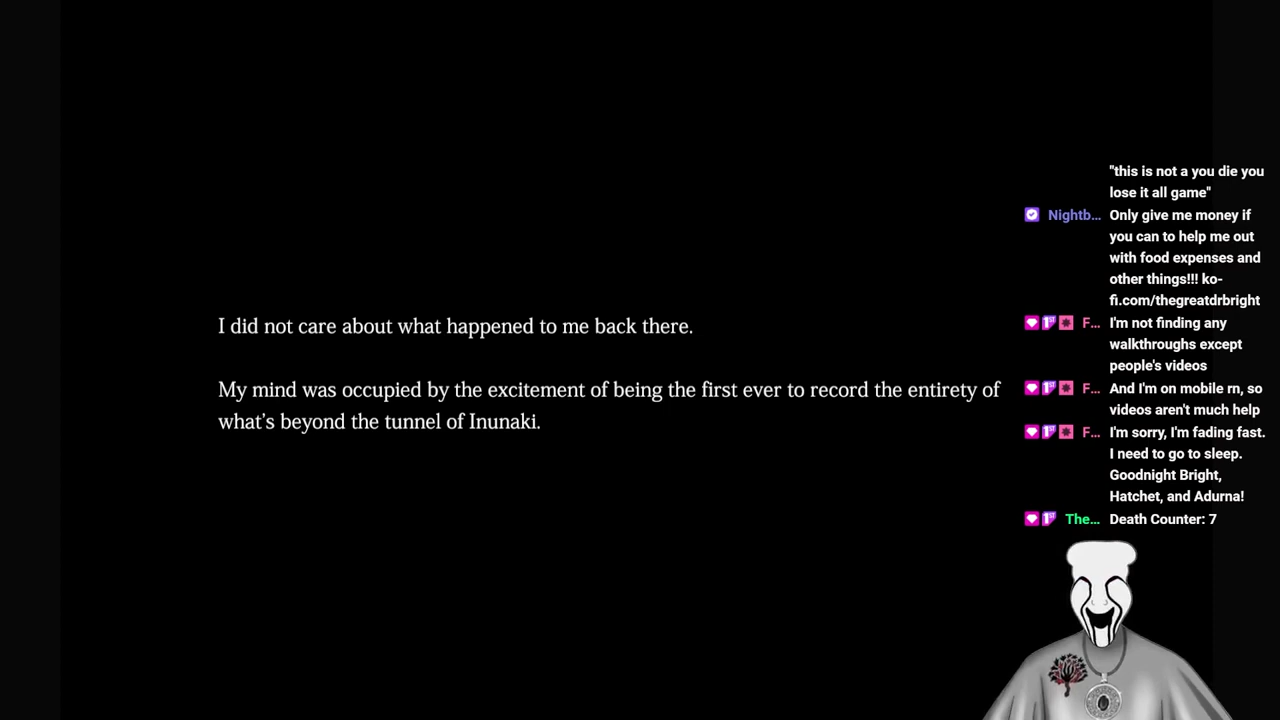 I did not care about what happened to me back there.
My mind was occupied by the excitement of being the first ever to record the entirety of
what's beyond the tunnel of Inunaki.
"this is not a you die you
lose it all game"
Nightb... Only give me money if
you can to help me out
with food expenses and
other things!!! ko-
fi.com/thegreatdrbright
F... I'm not finding any
walkthroughs except
people's videos
F... And I'm on mobile rn, so
videos aren't much help
F... I'm sorry, I'm fading fast.
I need to go to sleep.
Goodnight Bright,
Hatchet, and Adurna!
The... Death Counter: 7